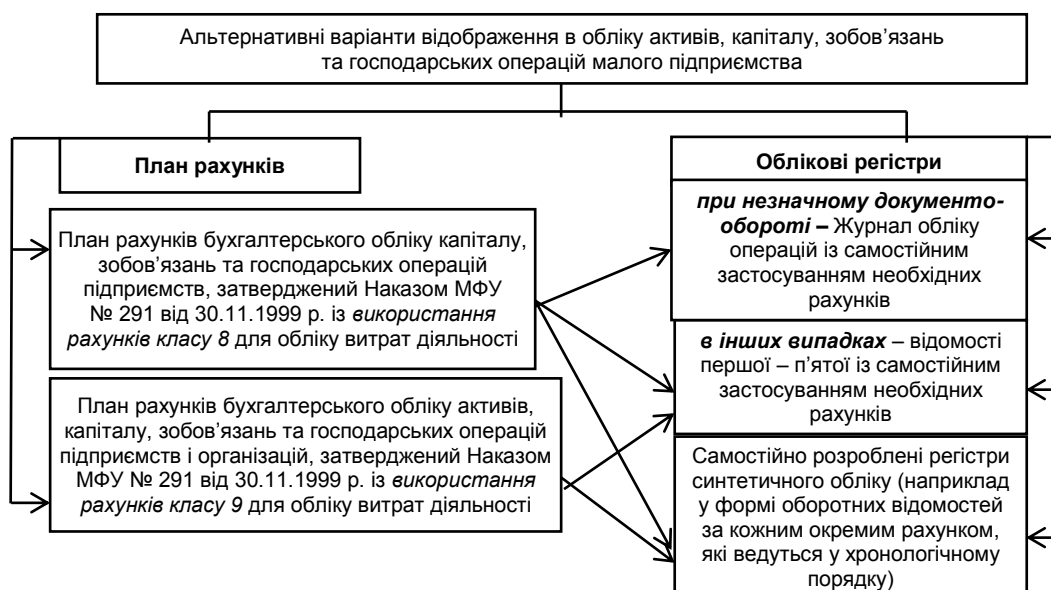 Альтернативні варіанти відображення в обліку активів, капіталу, зобов’язань
та господарських операцій малого підприємства
План рахунків
План рахунків бухгалтерського обліку капіталу,
зобов’язань та господарських операцій
підприємств, затверджений Наказом МФУ
№ 291 від 30.11.1999 р. із використання
рахунків класу 8 для обліку витрат діяльності
План рахунків бухгалтерського обліку активів,
капіталу, зобов’язань та господарських операцій
підприємств і організацій, затверджений Наказом
МФУ № 291 від 30.11.1999 р. із використання
рахунків класу 9 для обліку витрат діяльності
Облікові регістри
при незначному документо-
обороті – Журнал обліку
операцій із самостійним
застосуванням необхідних
рахунків
в інших випадках – відомості
першої – п’ятої із самостійним
застосуванням необхідних
рахунків
Самостійно розроблені регістри
синтетичного обліку (наприклад
у формі оборотних відомостей
за кожним окремим рахунком,
які ведуться у хронологічному
порядку)